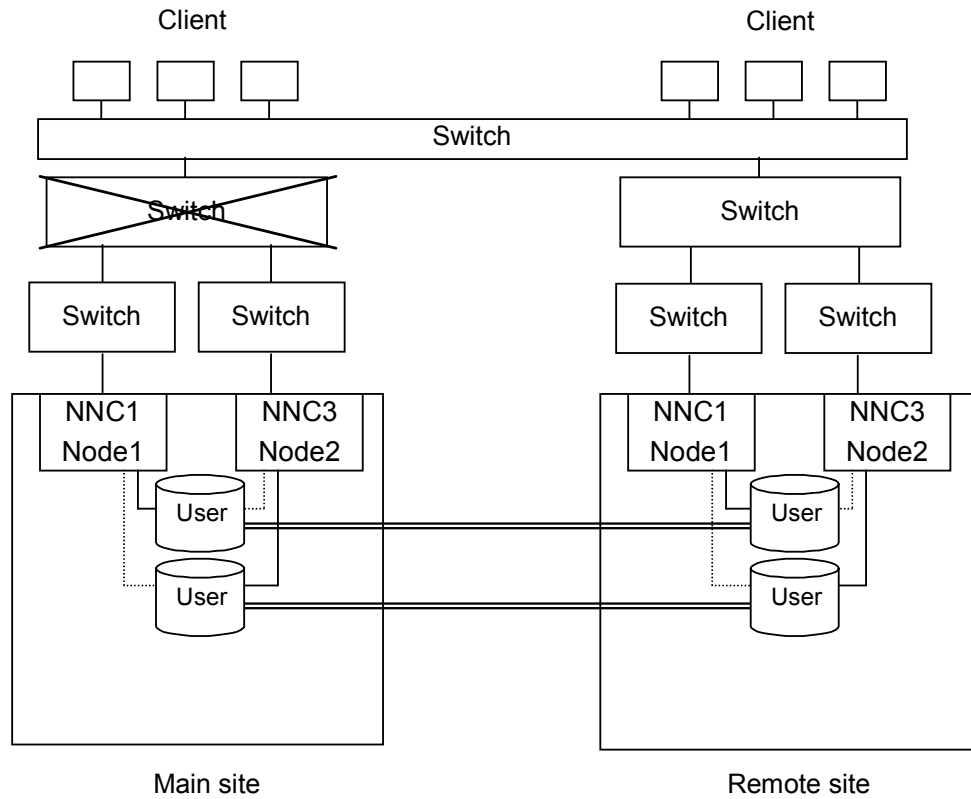 Client Client
Switch
Switch Switch
Switch Switch Switch Switch
NNC1 NNC3 NNC1 NNC3
Node1 Node2 Node1 Node2
User User
User User
Main site Remote site